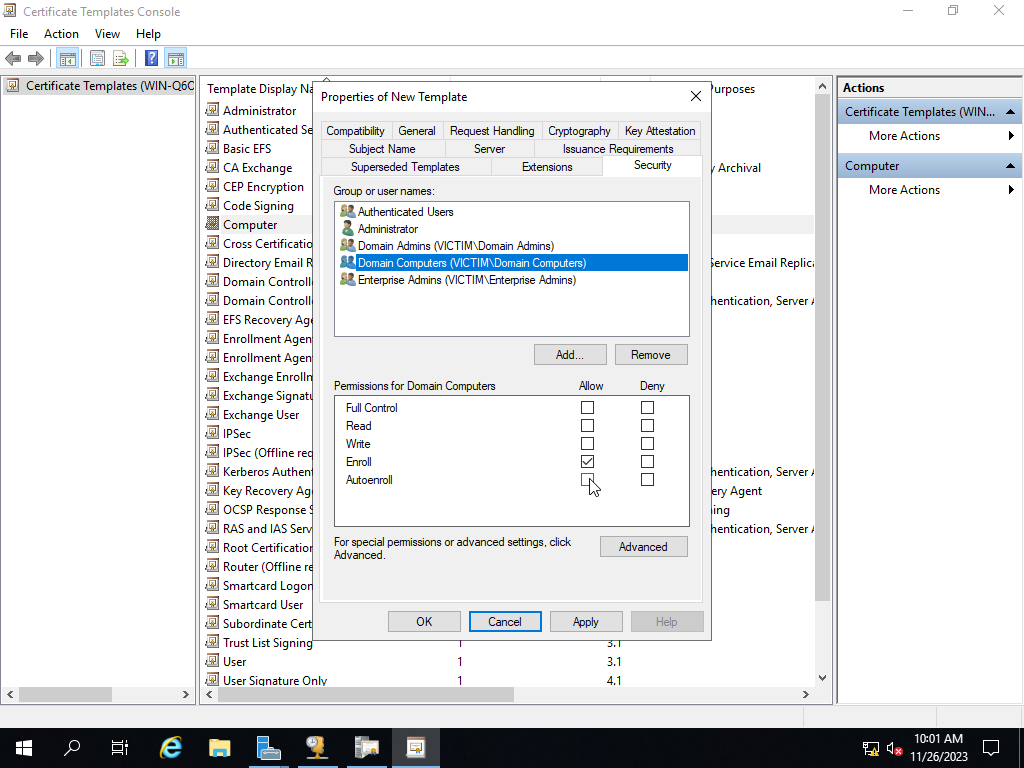 Certificate Templates Console
File Action View Help
Certificate Templates (WIN-Q6C
Template Display Na
Administrator
Authenticated Se
Basic EFS
CA Exchange
CEP Encryption
Code Signing
Computer
Cross Certificatio
Directory Email R
Domain Controll
Domain Controlle
EFS Recovery Age
Enrollment Agen
Enrollment Agen
Exchange Enrolln
Exchange Signatu
Exchange User
IPSec
IPSec (Offline req
Kerberos Authent
Key Recovery Age
OCSP Response S
RAS and IAS Serv
Root Certification
Router (Offline re
Smartcard Logon
Smartcard User
Subordinate Cert
Trust List Signing 1 3.1
User 1 3.1
User Signature Only 1 4.1
urposes
y Archival
Service Email Replica
hentication, Server A
hentication, Server A
ery Agent
ning
hentication, Server A
Properties of New Template
Compatibility General Request Handling Cryptography Key Attestation
Subject Name Server Issuance Requirements
Superseded Templates Extensions Security
Group or user names:
Authenticated Users
Administrator
Domain Admins (VICTIM\Domain Admins)
Domain Computers (VICTIM\Domain Computers)
Enterprise Admins (VICTIM\Enterprise Admins)
Add... Remove
Permissions for Domain Computers Allow Deny
Full Control
Read
Write
Enroll
Autoenroll
For special permissions or advanced settings, click
Advanced.
Advanced
OK Cancel Apply Help
Actions
Certificate Templates (WIN...
More Actions
Computer
More Actions
10:01 AM
11/26/2023